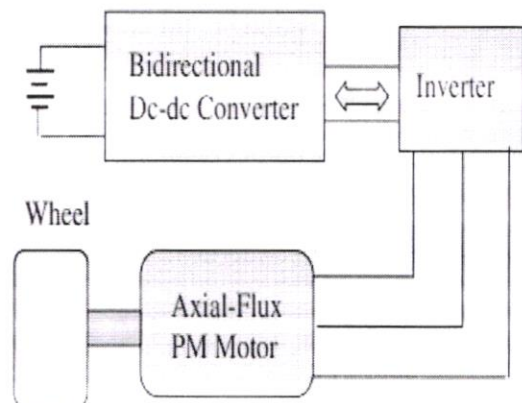 Bidirectional
Dc-dc Converter
Inverter
Wheel
Axial-Flux
PM Motor